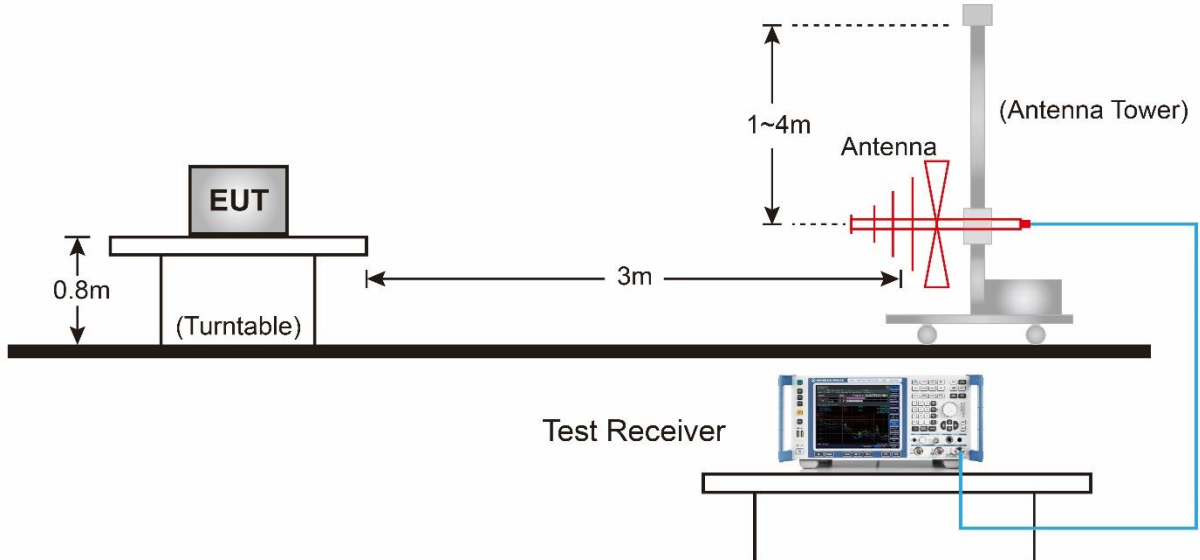 1~4m
(Antenna Tower)
Antenna
EUT
3m
0.8m
(Turntable)
Test Receiver